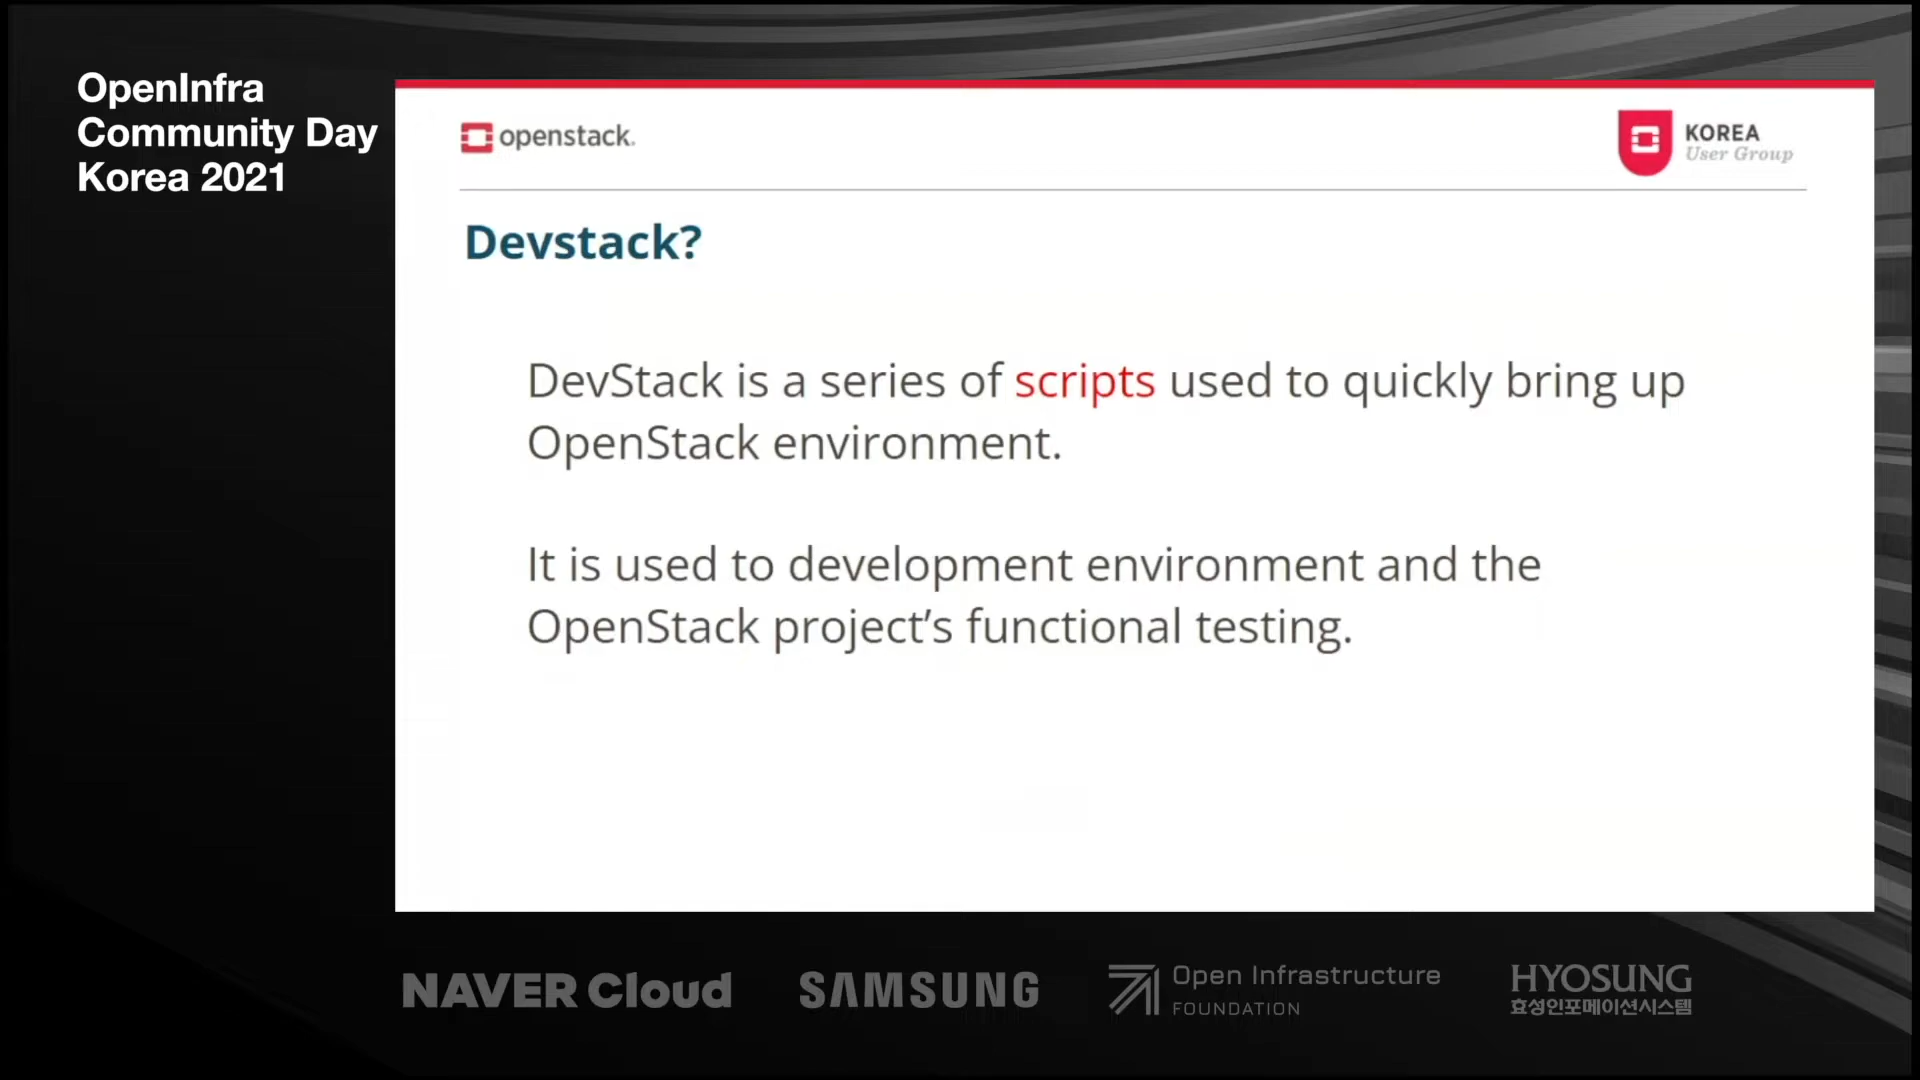 OpenInfra
Community Day
Korea 2021
openstack.
KOREA
User Group
Devstack?
DevStack is a series of scripts used to quickly bring up
OpenStack environment.
It is used to development environment and the
OpenStack project’s functional testing.
NAVER Cloud
SAMSUNG
Open Infrastructure
FOUNDATION
HYOSUNG
효성인포메이션시스템